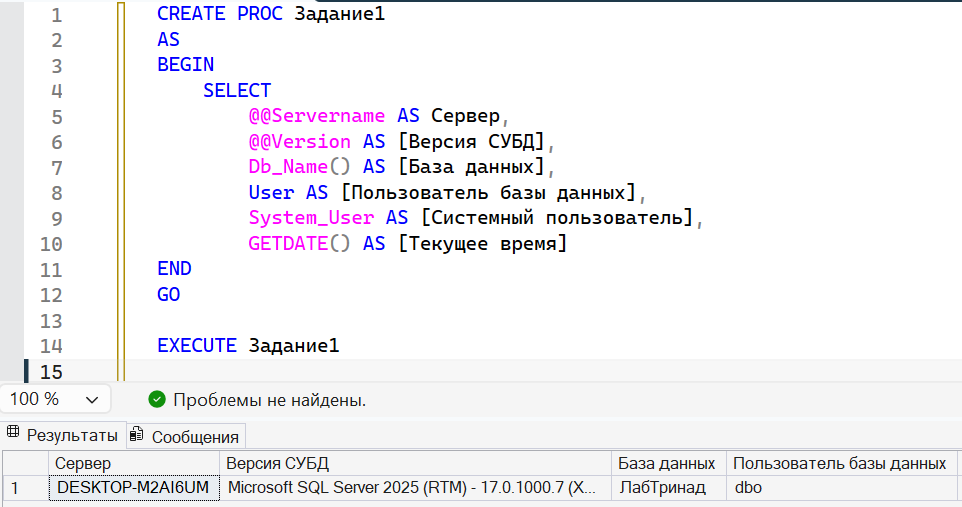 1 CREATE PROC Задание1
2 AS
3 BEGIN
4 SELECT
5 @@Servername AS Сервер,
6 @@Version AS [Версия СУБД],
7 Db_Name() AS [База данных],
8 User AS [Пользователь базы данных],
9 System_User AS [Системный пользователь],
10 GETDATE() AS [Текущее время]
11 END
12 GO
13
14 EXECUTE Задание1
15
100 % Проблемы не найдены.
Результаты Сообщения
Сервер Версия СУБД База данных Пользователь базы данных
1 DESKTOP-M2AI6UM Microsoft SQL Server 2025 (RTM) - 17.0.1000.7 (X... ЛабТринад dbo